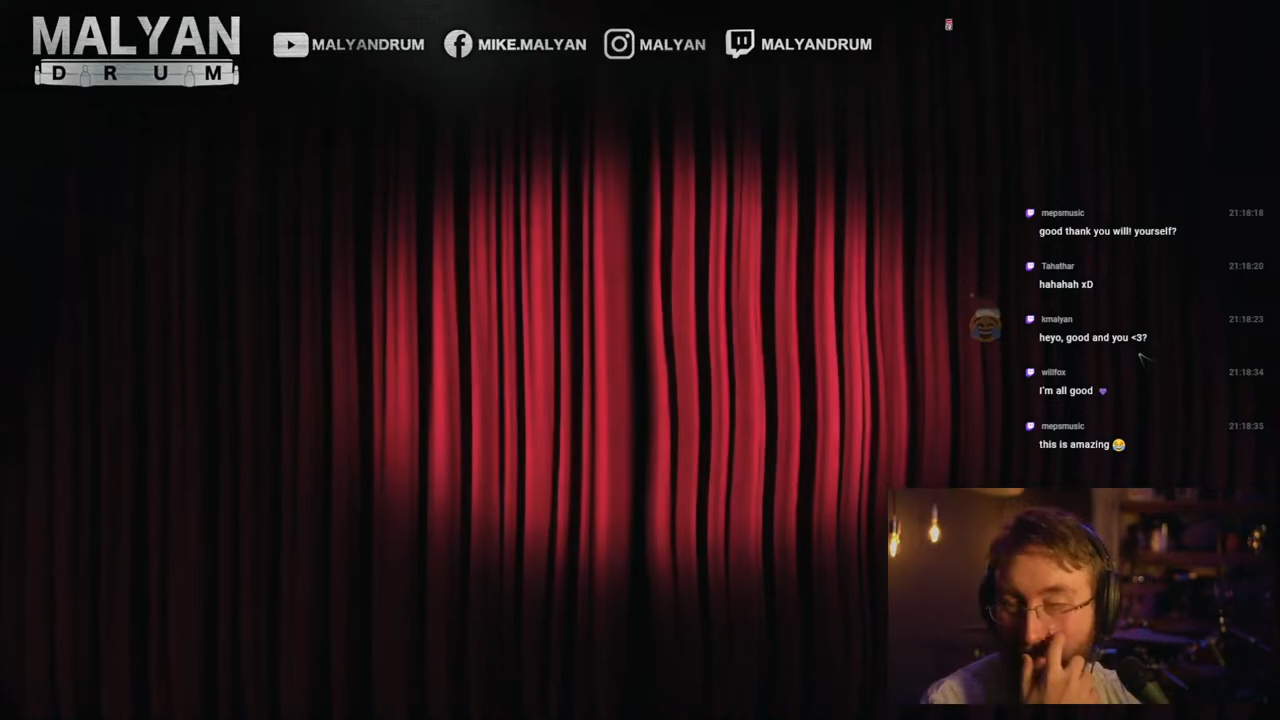 MALYAN
DRUM
MALYANDRUM
MIKE.MALYAN
MALYAN
MALYANDRUM
mepsmusic 21:18:18
good thank you will! yourself?
Tahathar 21:18:20
hahahah xD
kmalyan 21:18:23
heyo, good and you <3?
willfox 21:18:34
I'm all good 💜
mepsmusic 21:18:35
this is amazing 😂